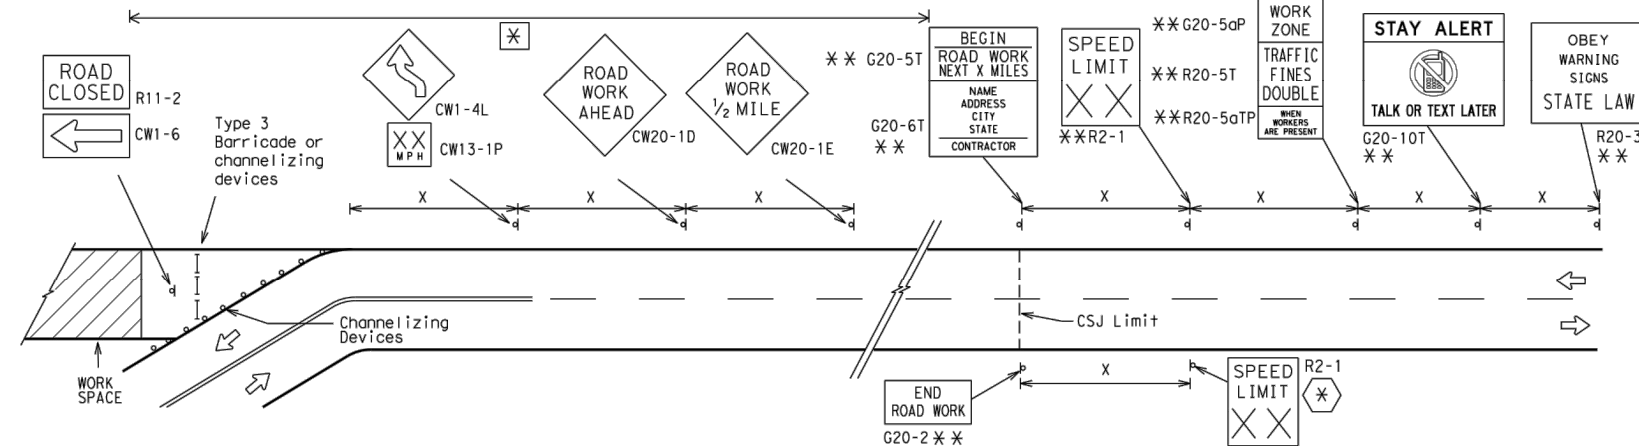 ROAD
CLOSED
R11-2
CW1-6
Type 3
Barricade or
channelizing
devices
CW1-4L
XX
MPH
CW13-1P
*
ROAD
WORK
AHEAD
CW20-1D
ROAD
WORK
1/2 MILE
CW20-1E
** G20-5T
G20-6T
**
BEGIN
ROAD WORK
NEXT X MILES
NAME
ADDRESS
CITY
STATE
CONTRACTOR
SPEED
LIMIT
XX
**R2-1
**G20-5aP
**R20-5T
**R20-5aTP
WORK
ZONE
TRAFFIC
FINES
DOUBLE
WHEN
WORKERS
ARE PRESENT
STAY ALERT
TALK OR TEXT LATER
G20-10T
**
OBEY
WARNING
SIGNS
STATE LAW
R20-3
**
X
X
X
X
X
X
X
Channelizing
Devices
CSJ Limit
WORK
SPACE
X
END
ROAD WORK
G20-2**
SPEED
LIMIT
XX
R2-1
*